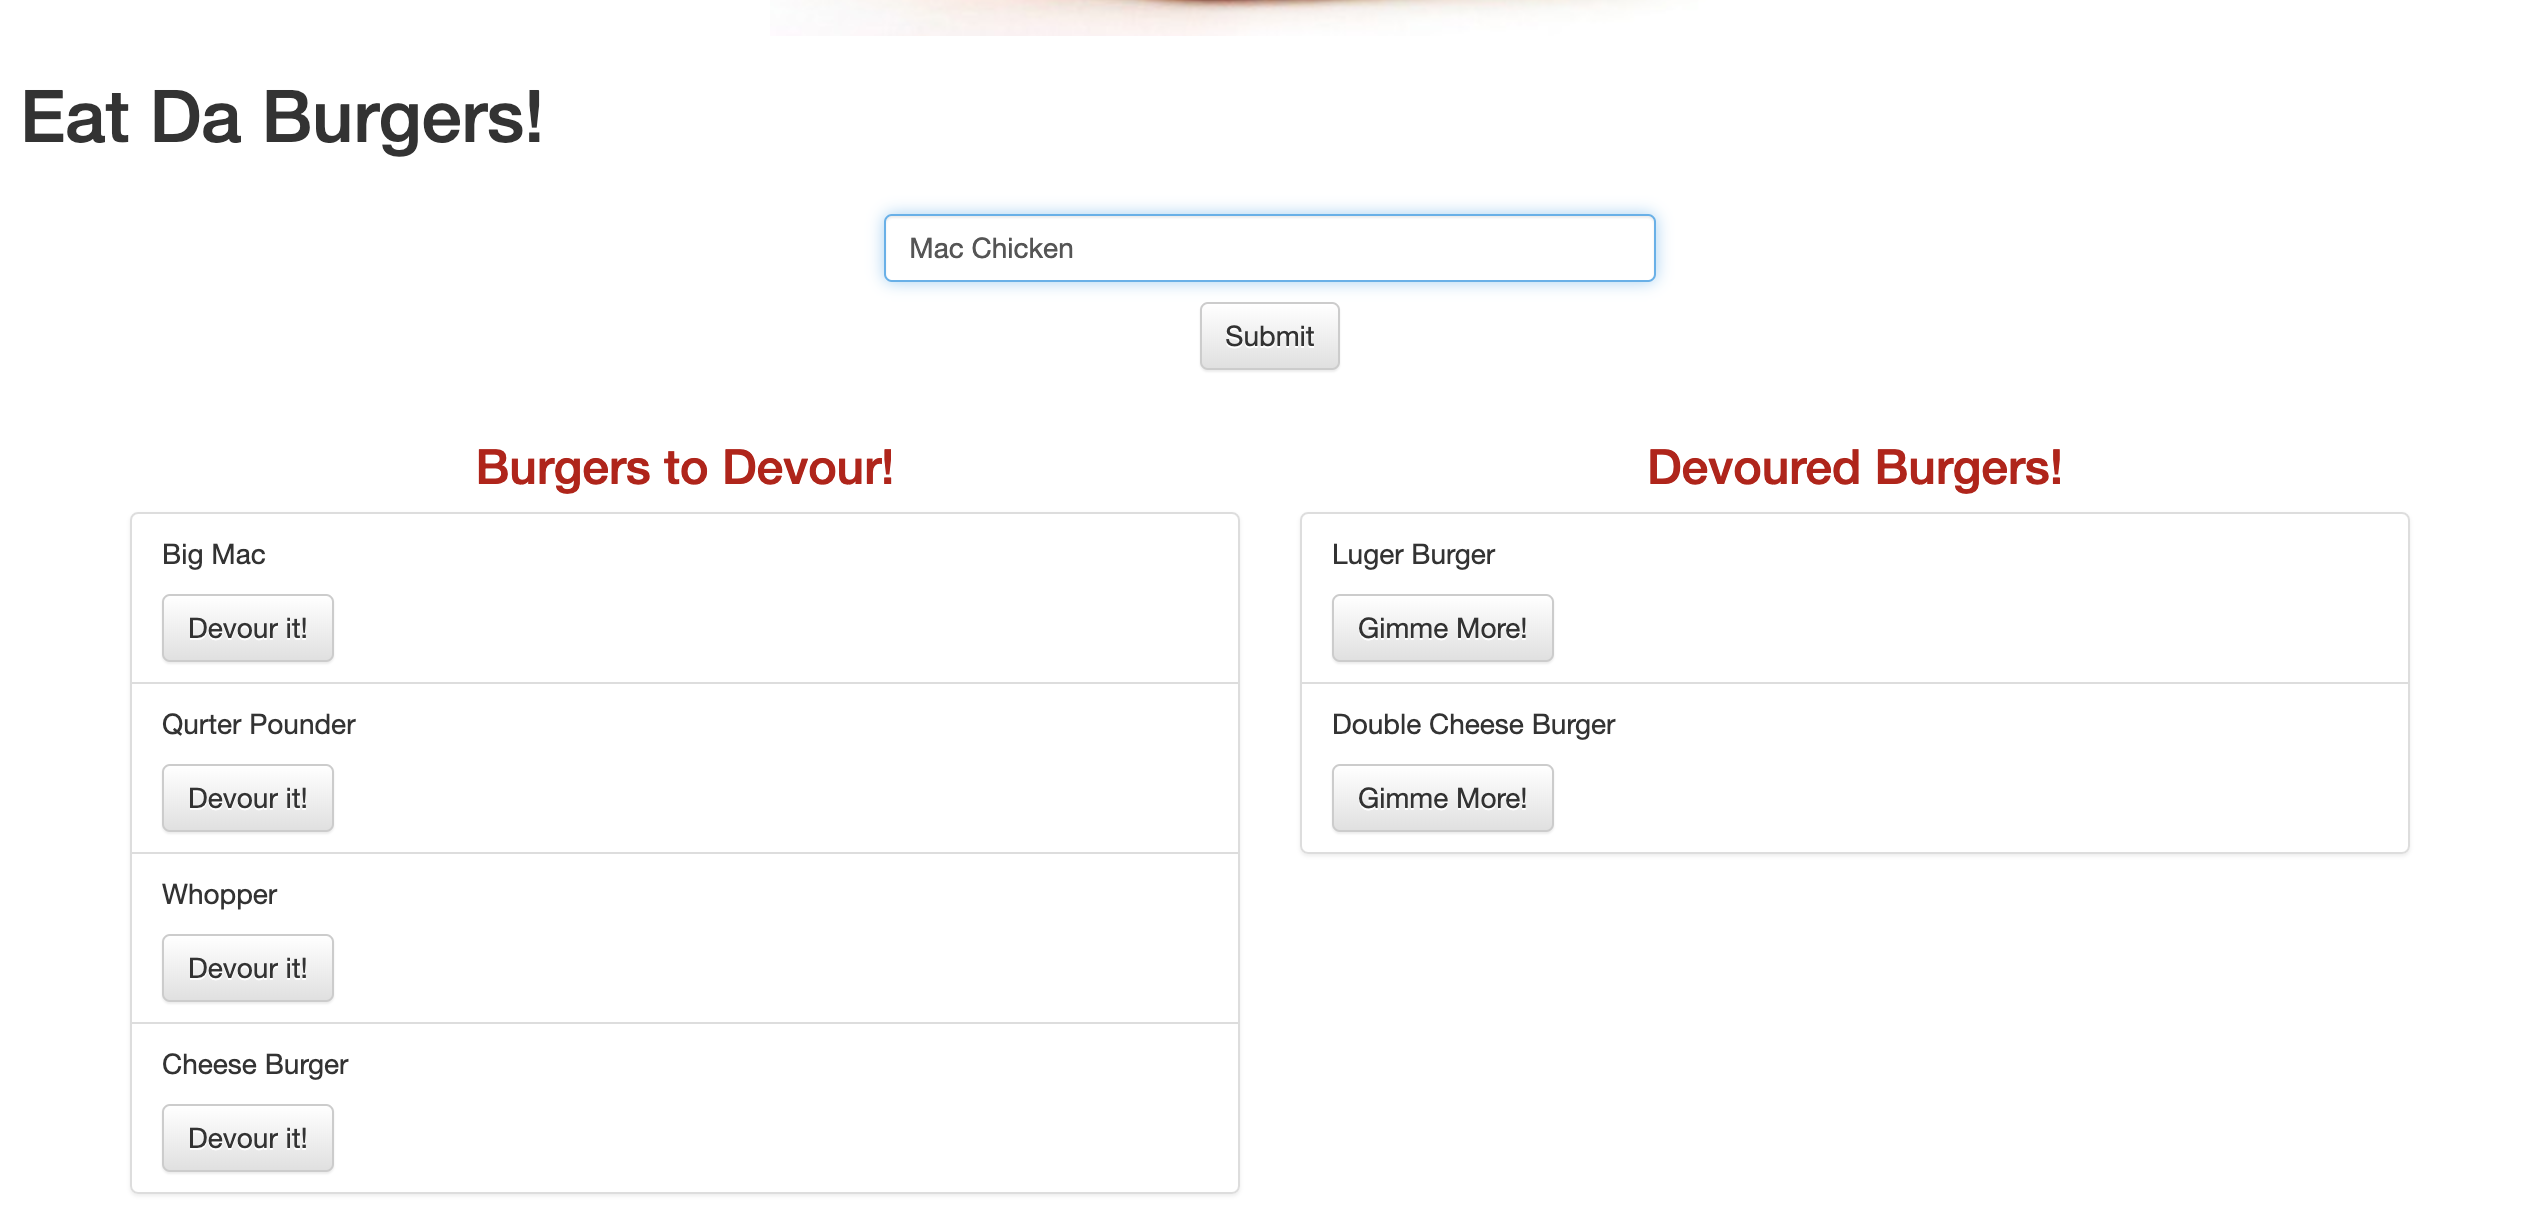 Eat Da Burgers!
Mac Chicken
Submit
Burgers to Devour!
Big Mac
Devour it!
Qurter Pounder
Devour it!
Whopper
Devour it!
Cheese Burger
Devour it!
Devoured Burgers!
Luger Burger
Gimme More!
Double Cheese Burger
Gimme More!